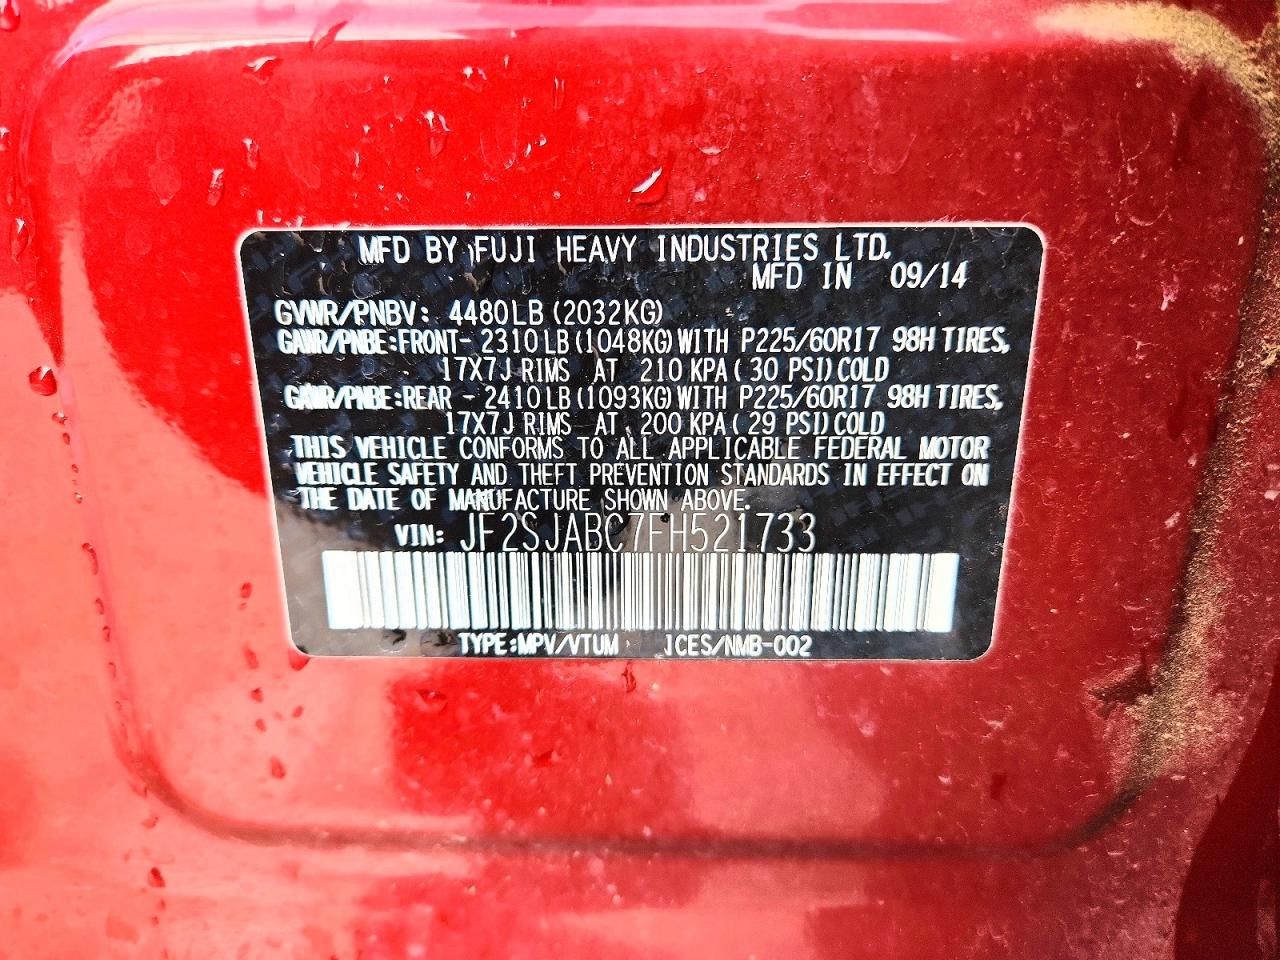 MFD BY FUJI HEAVY INDUSTRIES LTD.
MFD IN 09/14
GVWR/PNBV: 4480LB (2032KG)
GAWR/PNBE:FRONT- 2310LB (1048KG) WITH P225/60R17 98H TIRES,
17X7J RIMS AT 210 KPA ( 30 PSI) COLD
GAWR/PNBE:REAR - 2410LB (1093KG) WITH P225/60R17 98H TIRES,
17X7J RIMS AT 200 KPA ( 29 PSI) COLD
THIS VEHICLE CONFORMS TO ALL APPLICABLE FEDERAL MOTOR
VEHICLE SAFETY AND THEFT PREVENTION STANDARDS IN EFFECT ON
THE DATE OF MANUFACTURE SHOWN ABOVE.
VIN: JF2SJABC7FH521733
TYPE:MPV/VTUM JCES/NMB-002